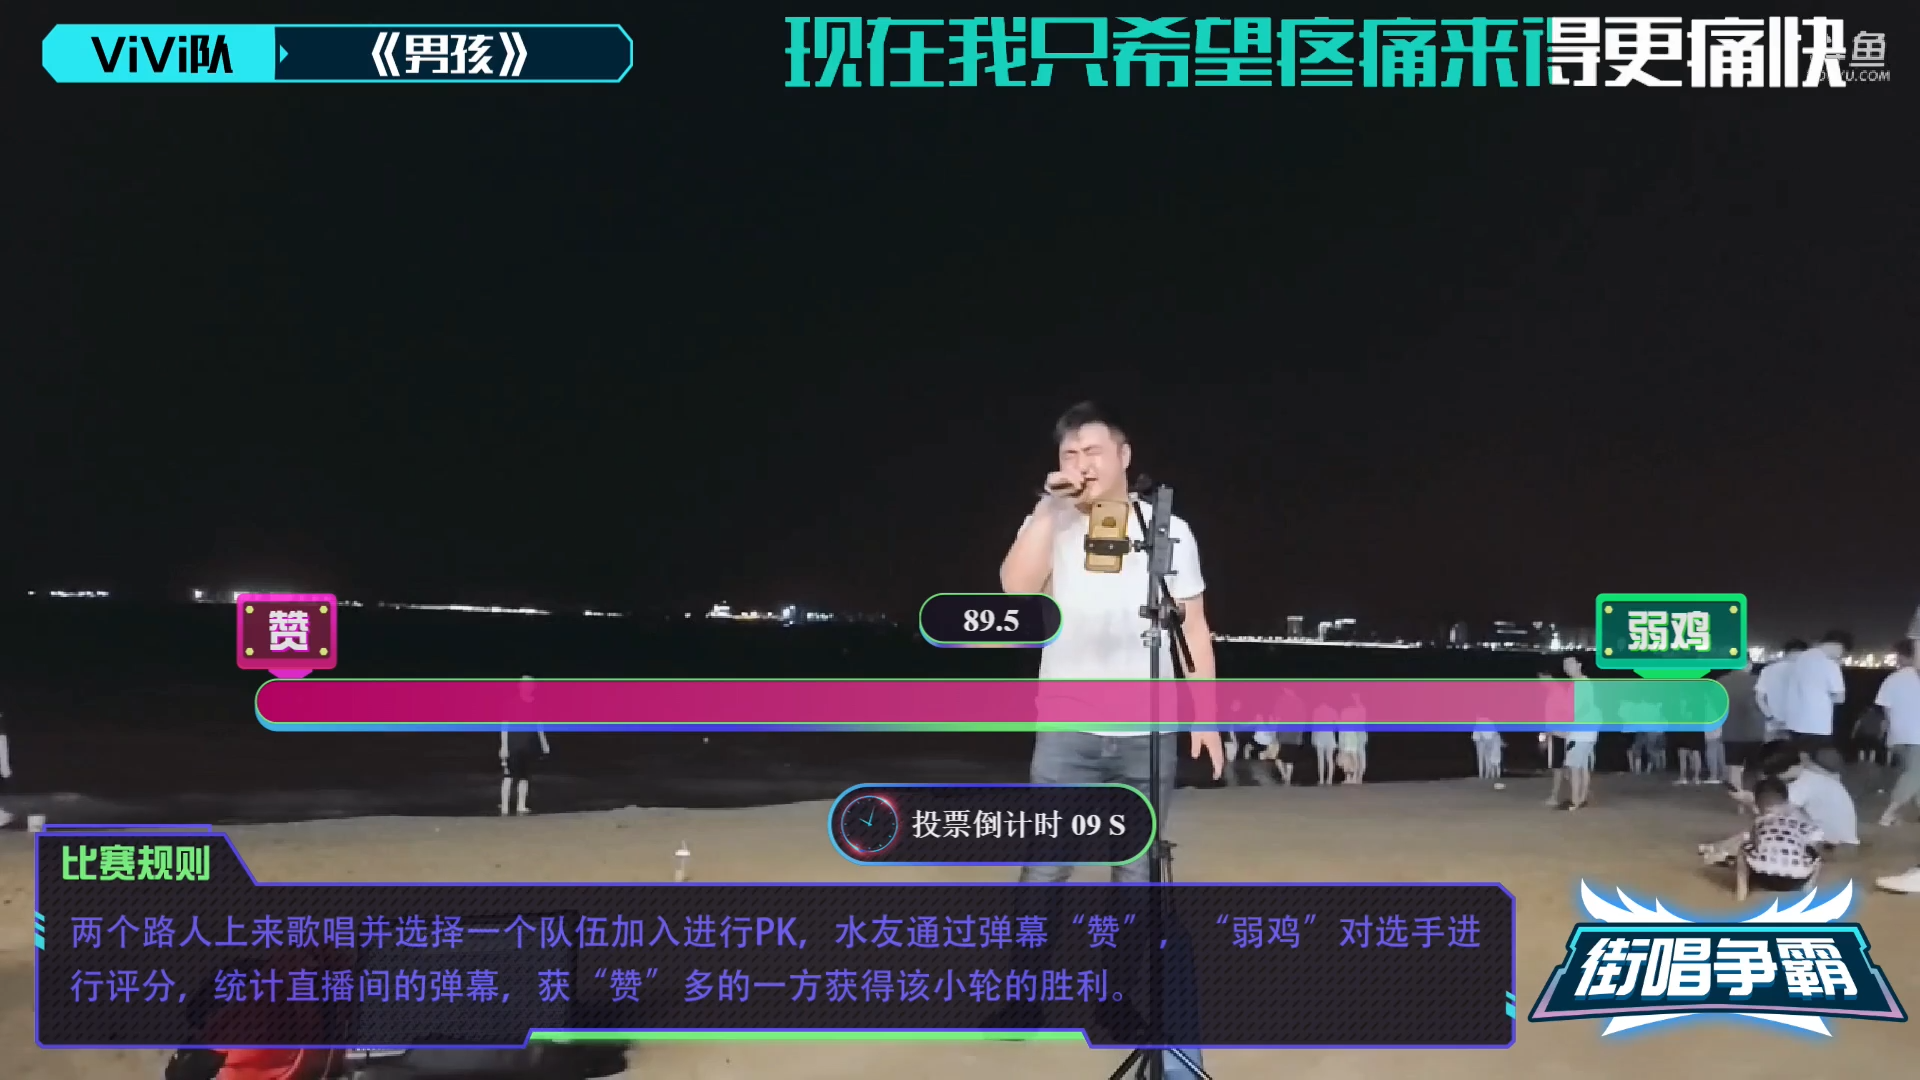 ViVi队
《男孩》
现在我只希望疼痛来得更痛快
赞
89.5
弱鸡
投票倒计时 09 S
比赛规则
两个路人上来歌唱并选择一个队伍加入进行PK，水友通过弹幕“赞”，“弱鸡”对选手进
行评分，统计直播间的弹幕，获“赞”多的一方获得该小轮的胜利。
街唱争霸